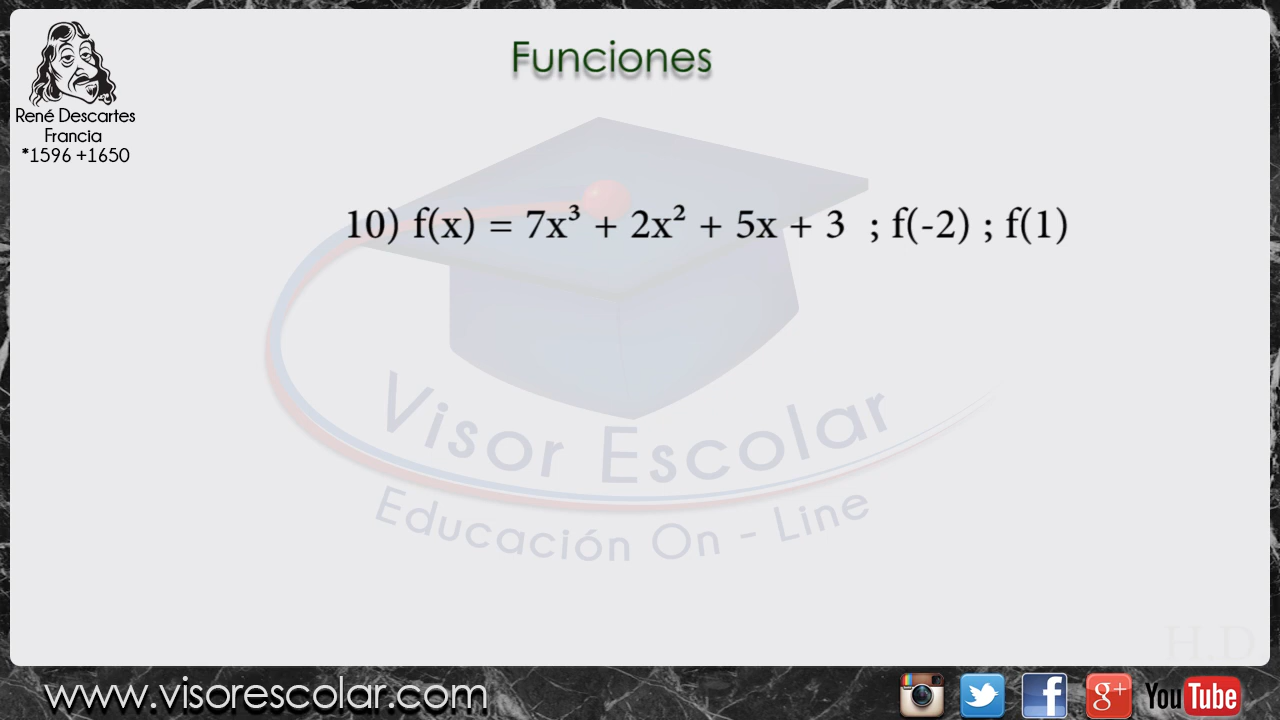 Funciones
René Descartes
Francia
*1596 +1650
10) f(x) = 7x³ + 2x² + 5x + 3 ; f(-2) ; f(1)
Visor Escolar
Educación On - Line
H.D
www.visorescolar.com
g+
You Tube